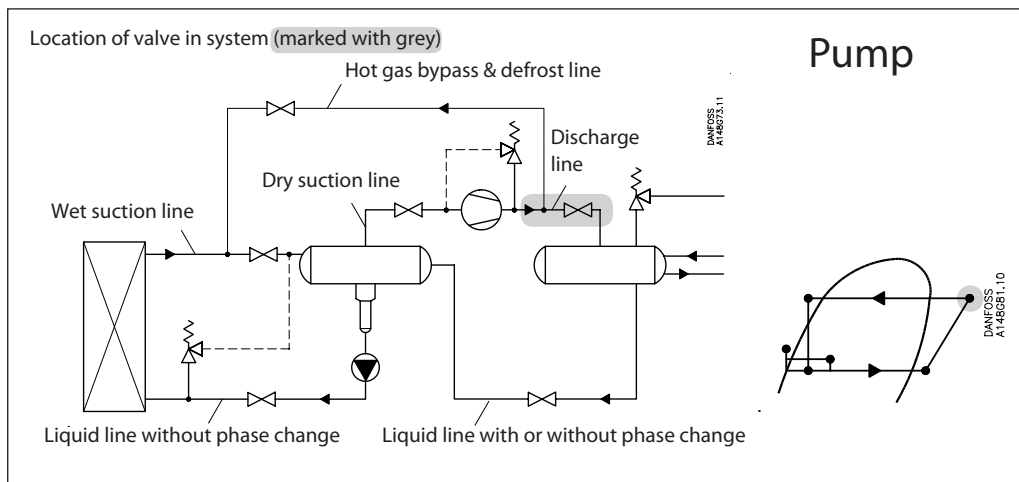 Location of valve in system (marked with grey)
Pump
Hot gas bypass & defrost line
DANFOSS
A148G73.11
Discharge
line
Dry suction line
Wet suction line
DANFOSS
A148G81.10
Liquid line without phase change
Liquid line with or without phase change